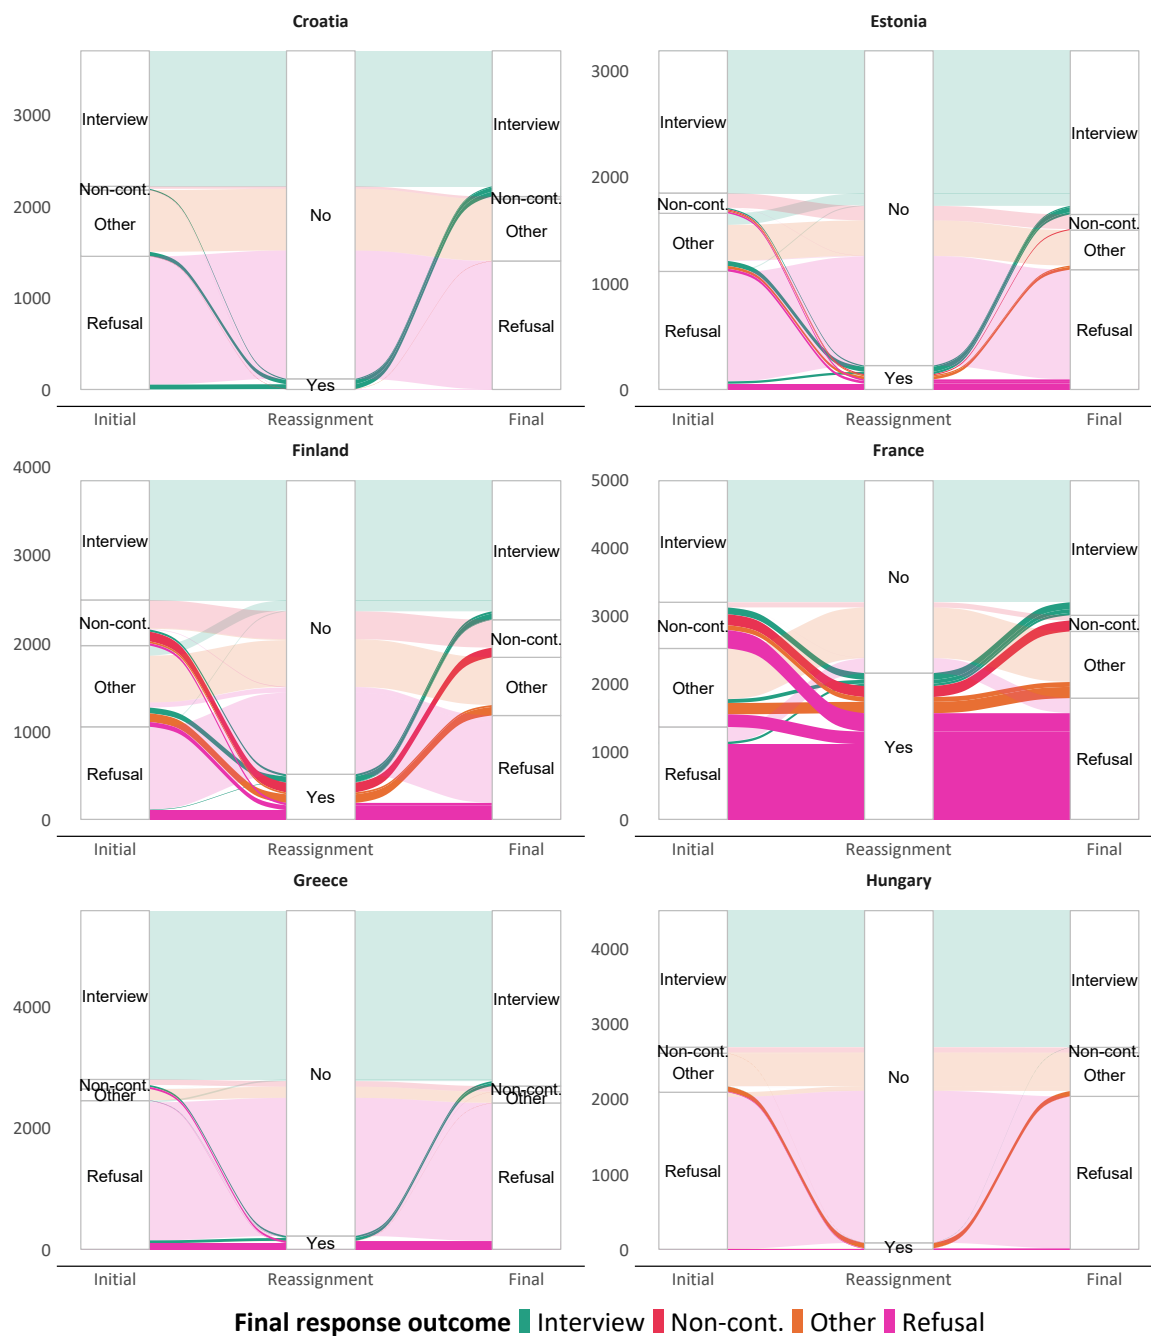 Croatia
Estonia
3000
2000
1000
0
Interview
Non-cont.
Other
Refusal
No
Yes
Interview
Non-cont.
Other
Refusal
Initial
Reassignment
Final
3000
2000
1000
0
Interview
Non-cont.
Other
Refusal
No
Yes
Interview
Non-cont.
Other
Refusal
Initial
Reassignment
Final
Finland
France
4000
3000
2000
1000
0
Interview
Non-cont.
Other
Refusal
No
Yes
Interview
Non-cont.
Other
Refusal
Initial
Reassignment
Final
5000
4000
3000
2000
1000
0
Interview
Non-cont.
Other
Refusal
No
Yes
Interview
Non-cont.
Other
Refusal
Initial
Reassignment
Final
Greece
Hungary
4000
2000
0
Interview
Non-cont.
Other
Refusal
No
Yes
Interview
Non-cont.
Other
Refusal
Initial
Reassignment
Final
4000
3000
2000
1000
0
Interview
Non-cont.
Other
Refusal
No
Yes
Interview
Non-cont.
Other
Refusal
Initial
Reassignment
Final
Final response outcome Interview Non-cont. Other Refusal